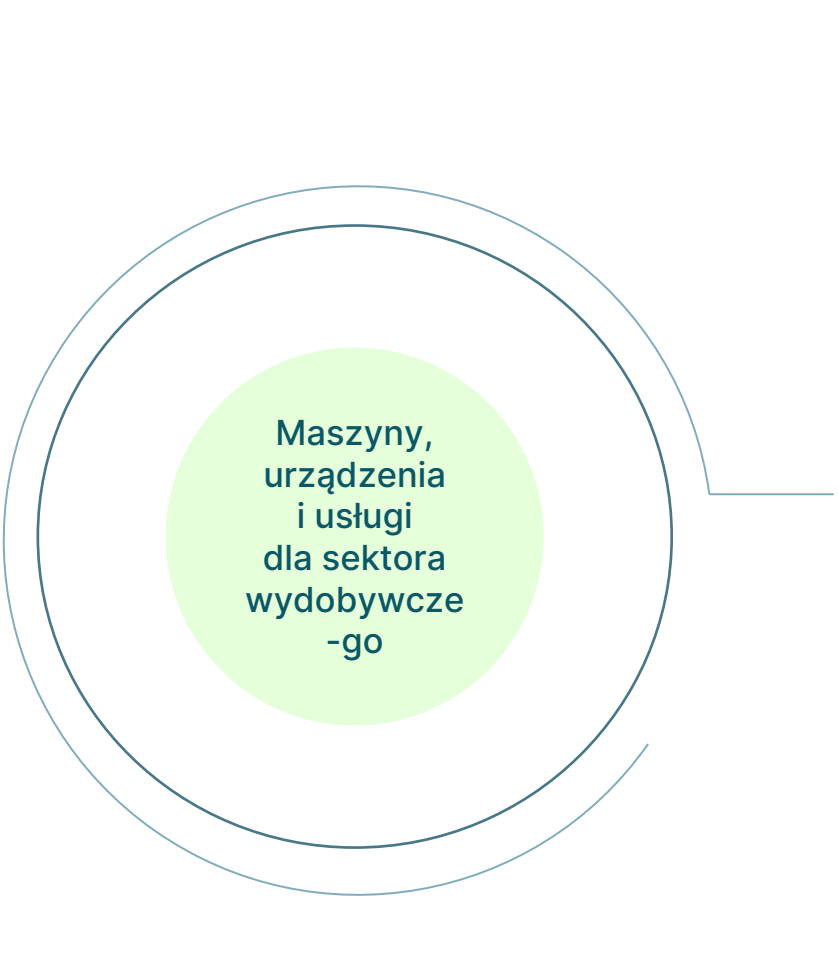 Maszyny,
urządzenia
i usługi
dla sektora
wydobywcze
-go